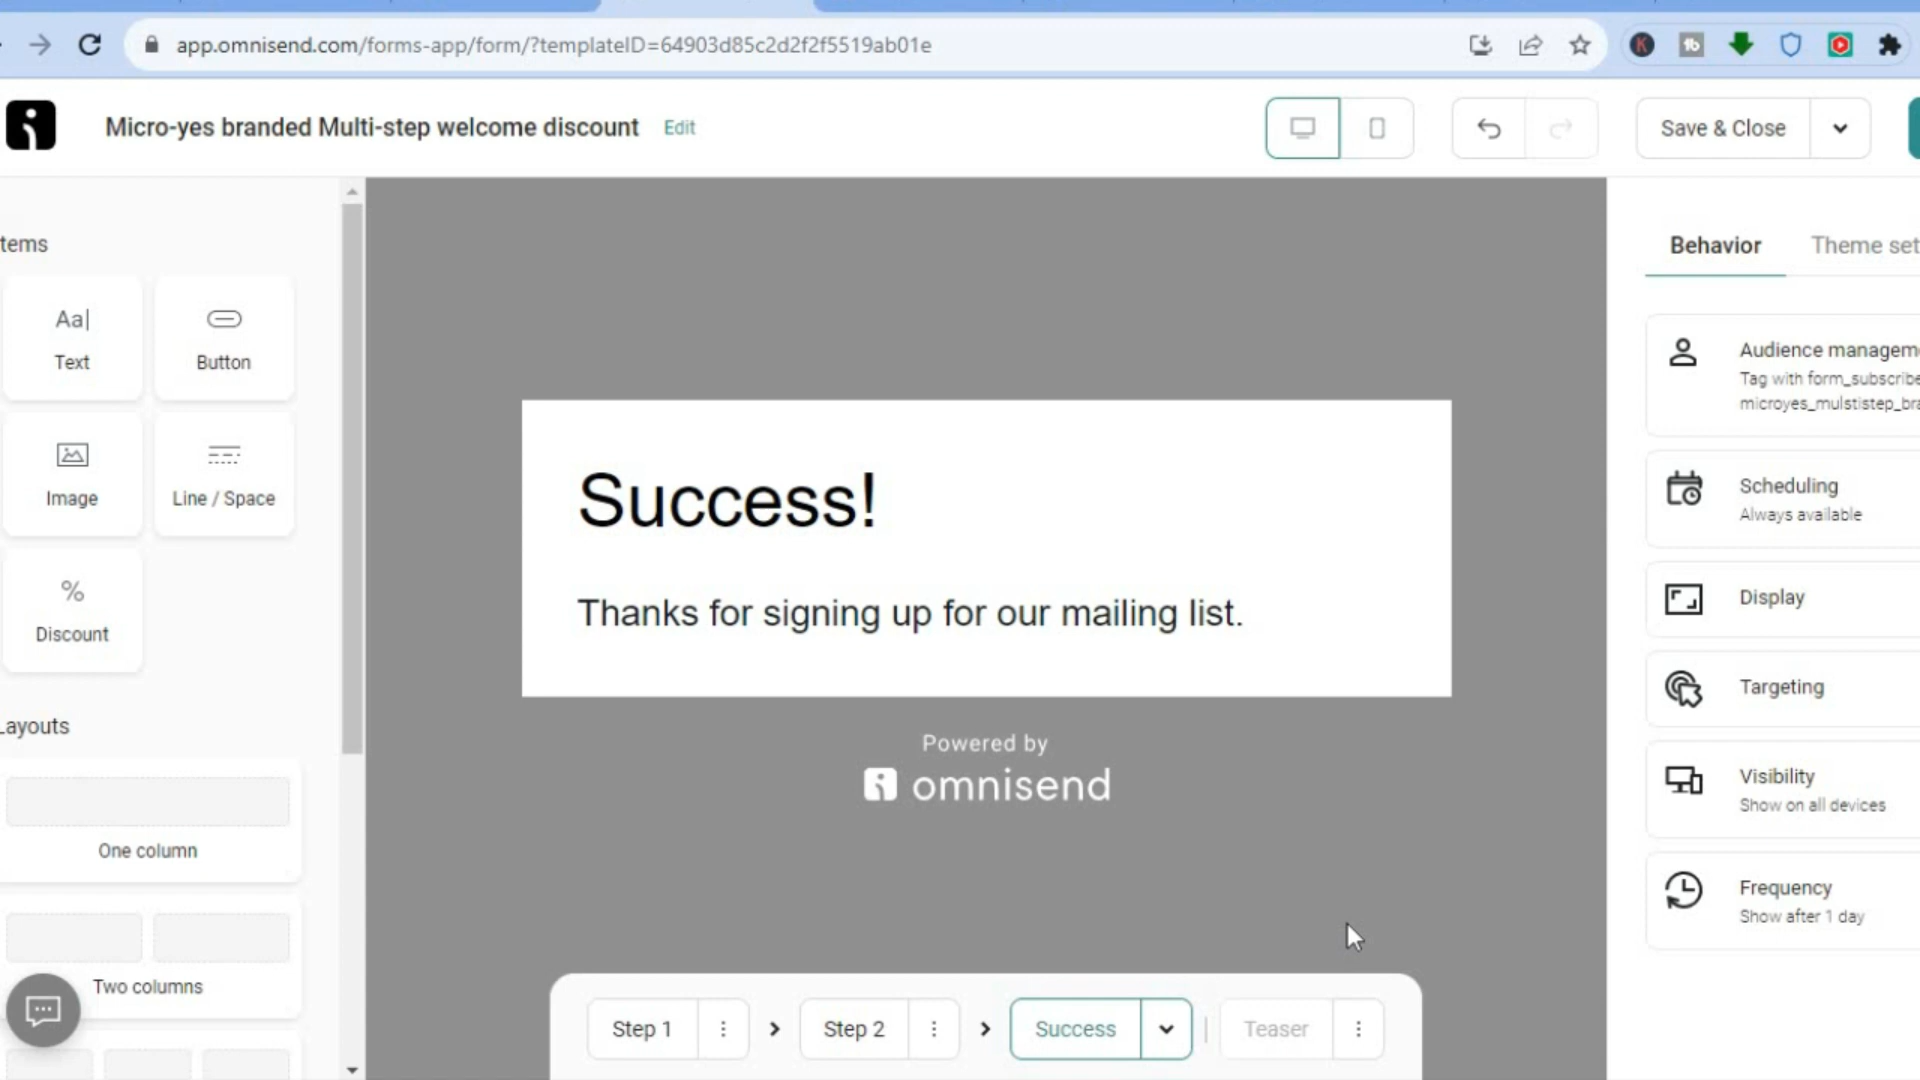 app.omnisend.com/forms-app/form/?templateID=64903d85c2d2f2f5519ab01e
Micro-yes branded Multi-step welcome discount Edit
Save & Close
tems
Aa|
Text
Button
Image
Line / Space
%
Discount
Layouts
One column
Two columns
Success!
Thanks for signing up for our mailing list.
Powered by
omnisend
Step 1
Step 2
Success
Teaser
Behavior
Theme set
Audience managem
Tag with form_subscribe
microyes_mulstistep_bra
Scheduling
Always available
Display
Targeting
Visibility
Show on all devices
Frequency
Show after 1 day